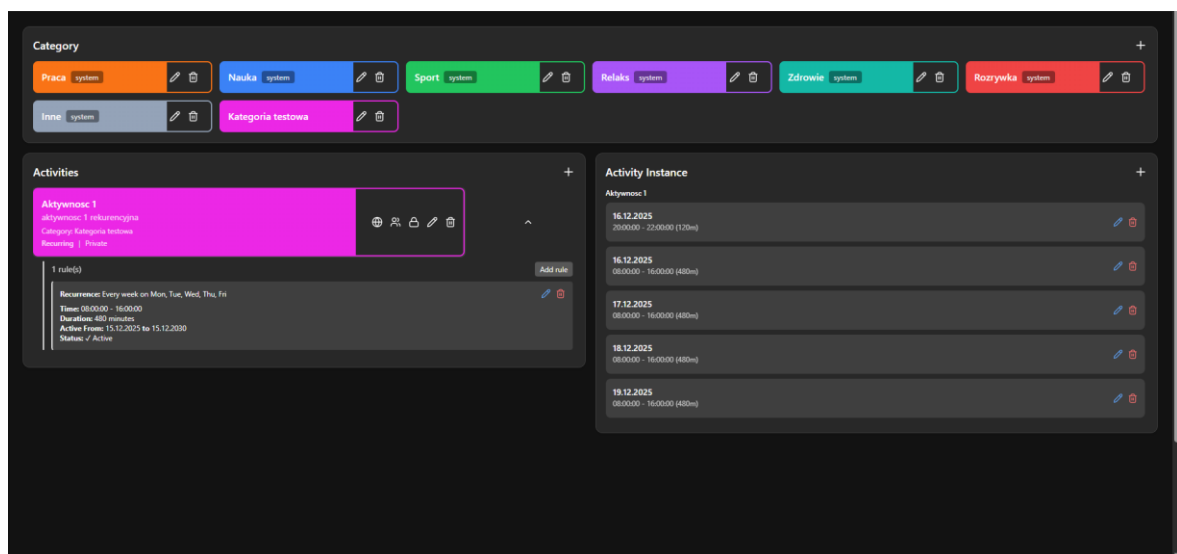 Category
Praca system
Nauka system
Sport system
Relaks system
Zdrowie system
Rozrywka system
Inne system
Kategoria testowa
Activities
Aktywnosc 1
aktywnosc 1 rekurencyjna
Category: Kategoria testowa
Recurring | Private
1 rule(s) Add rule
Recurrence: Every week on Mon, Tue, Wed, Thu, Fri
Time: 08:00:00 - 16:00:00
Duration: 480 minutes
Active From: 15.12.2025 to 15.12.2030
Status: ✓ Active
Activity Instance
Aktywnosc 1
16.12.2025
20:00:00 - 22:00:00 (120m)
16.12.2025
08:00:00 - 16:00:00 (480m)
17.12.2025
08:00:00 - 16:00:00 (480m)
18.12.2025
08:00:00 - 16:00:00 (480m)
19.12.2025
08:00:00 - 16:00:00 (480m)